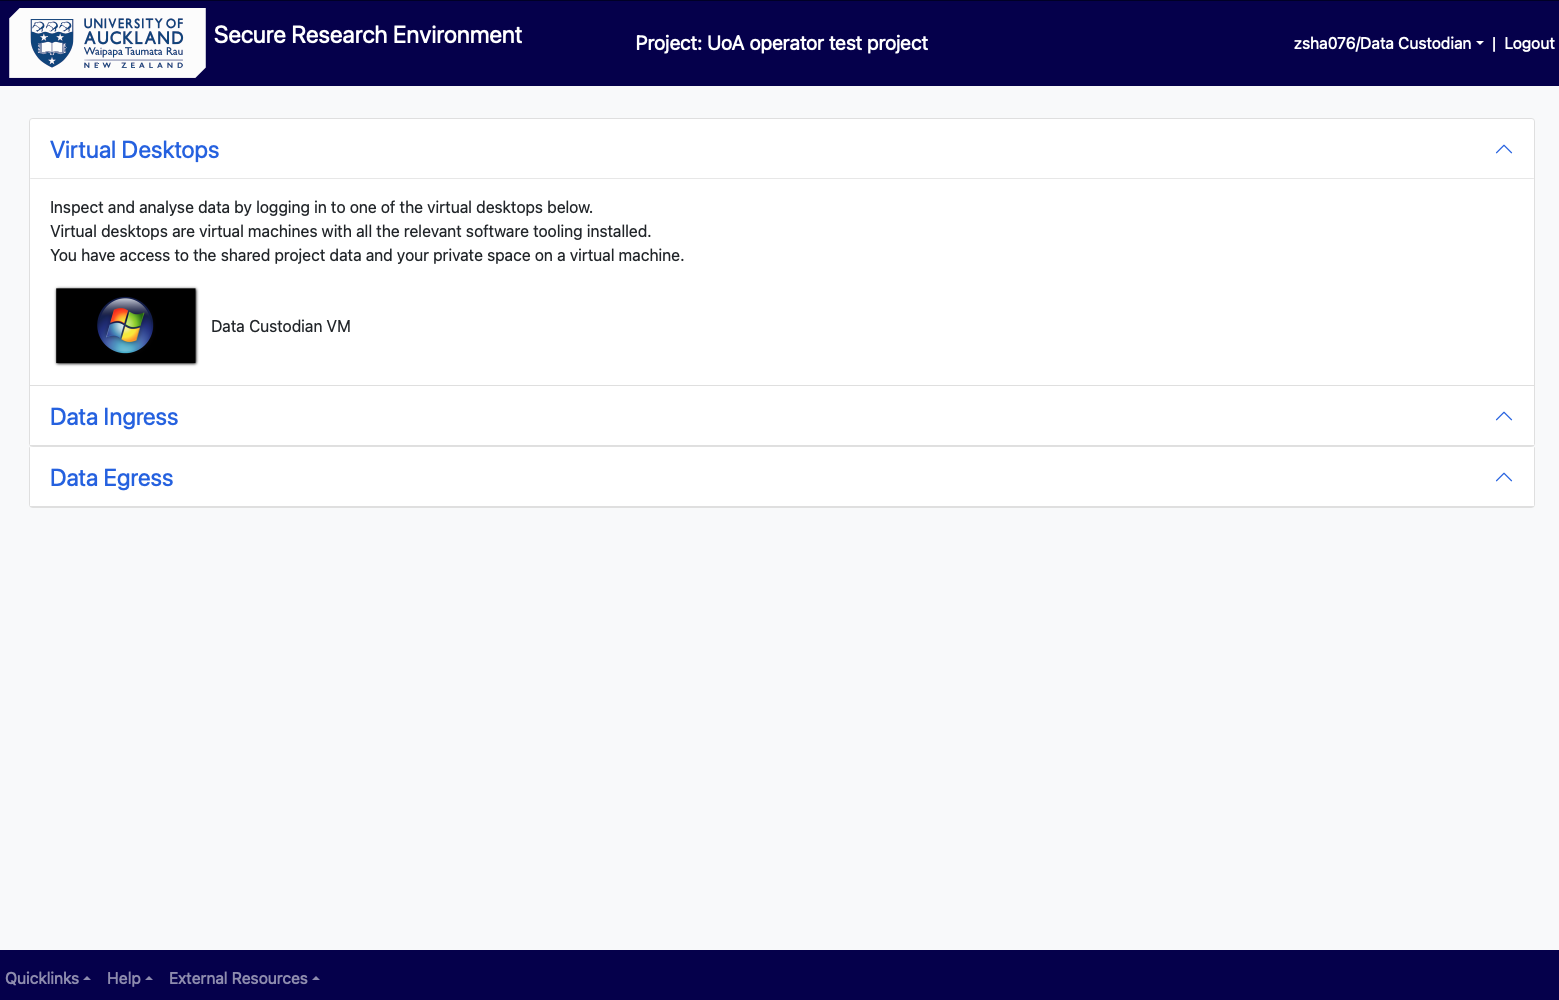 UNIVERSITY OF
AUCKLAND
Waipapa Taumata Rau
NEW ZEALAND
Secure Research Environment
Project: UoA operator test project
zsha076/Data Custodian | Logout
Virtual Desktops
Inspect and analyse data by logging in to one of the virtual desktops below.
Virtual desktops are virtual machines with all the relevant software tooling installed.
You have access to the shared project data and your private space on a virtual machine.
Data Custodian VM
Data Ingress
Data Egress
Quicklinks Help External Resources